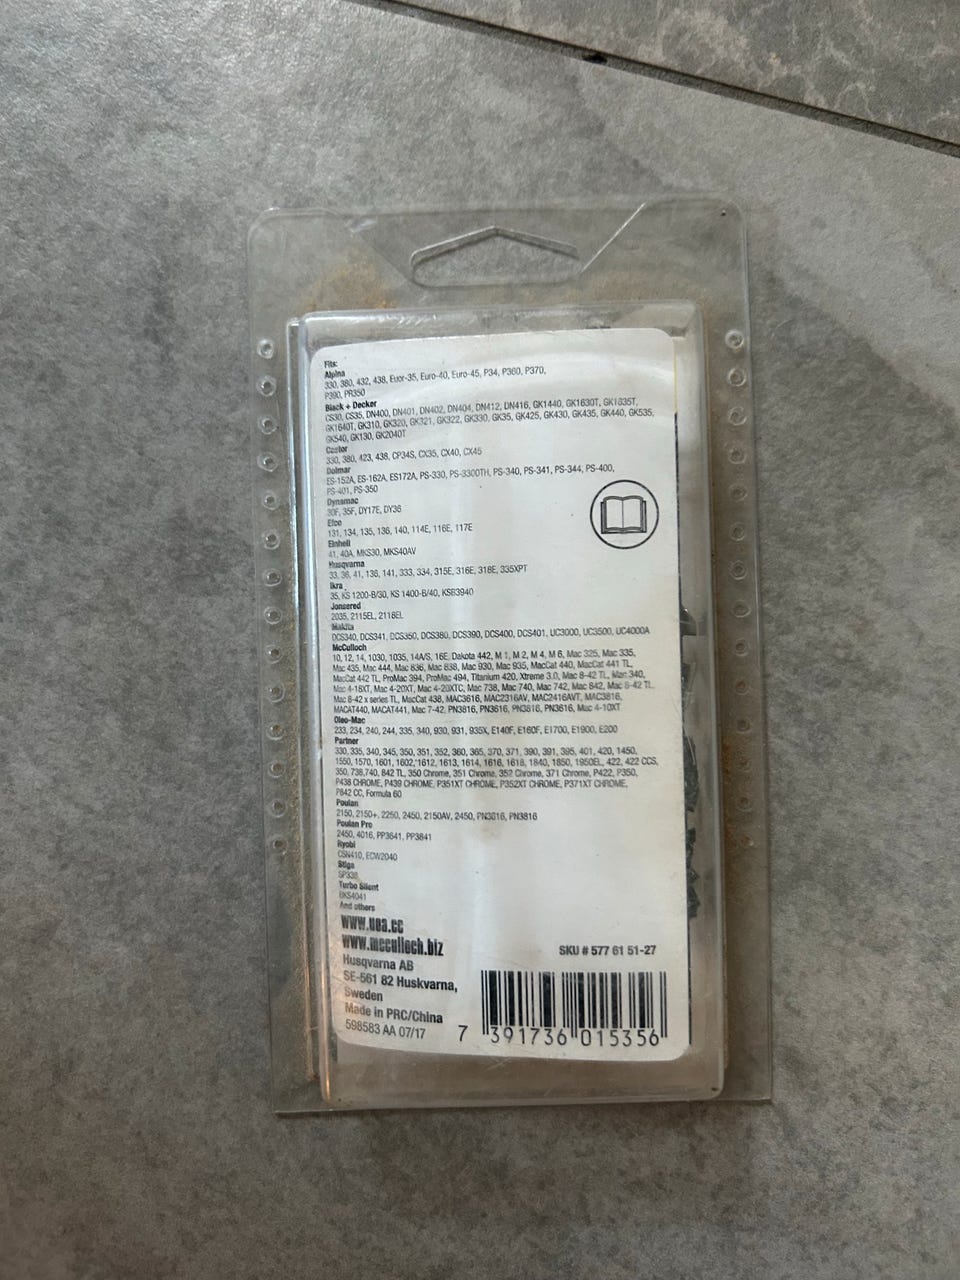 Fits:
Alpina
330, 380, 432, 438, Euor-35, Euro-40, Euro-45, P34, P360, P370,
P390, PR350
Black + Decker
CS30, CS35, DN400, DN401, DN402, DN404, DN412, DN416, GK1440, GK1630T, GK1635T,
GK1640T, GK310, GK320, GK321, GK322, GK330, GK35, GK425, GK430, GK435, GK440, GK535,
GK540, GK130, GK2040T
Castor
330, 380, 423, 438, CP34S, CX35, CX40, CX45
Dolmar
ES-152A, ES-162A, ES172A, PS-330, PS-3300TH, PS-340, PS-341, PS-344, PS-400,
PS-401, PS-350
Dynamac
30F, 35F, DY17E, DY36
Efco
131, 134, 135, 136, 140, 114E, 116E, 117E
Einhell
41, 40A, MKS30, MKS40AV
Husqvarna
33, 36, 41, 136, 141, 333, 334, 315E, 316E, 318E, 335XPT
Ikra
35, KS 1200-B/30, KS 1400-B/40, KSB3940
Jonsered
2035, 2115EL, 2118EL
Makita
DCS340, DCS341, DCS350, DCS380, DCS390, DCS400, DCS401, UC3000, UC3500, UC4000A
McCulloch
10, 12, 14, 1030, 1035, 14A/S, 16E, Dakota 442, M 1, M 2, M 4, M 6, Mac 325, Mac 335,
Mac 435, Mac 444, Mac 836, Mac 838, Mac 930, Mac 935, MacCat 440, MacCat 441 TL,
MacCat 442 TL, ProMac 394, ProMac 494, Titanium 420, Xtreme 3.0, Mac 8-42 TL, Mac 340,
Mac 4-18XT, Mac 4-20XT, Mac 4-20XTC, Mac 738, Mac 740, Mac 742, Mac 842, Mac 8-42 TL,
Mac 8-42 x series TL, MacCat 438, MAC3616, MAC2316AV, MAC2416AVT, MAC3816,
MACAT440, MACAT441, Mac 7-42, PN3816, PN3616, PN3816, PN3616, Mac 4-10XT
Oleo-Mac
233, 234, 240, 244, 335, 340, 930, 931, 935X, E140F, E160F, E1700, E1900, E200
Partner
330, 335, 340, 345, 350, 351, 352, 360, 365, 370, 371, 390, 391, 395, 401, 420, 1450,
1550, 1570, 1601, 1602, 1612, 1613, 1614, 1616, 1618, 1840, 1850, 1950EL, 422, 422 CCS,
350, 738,740, 842 TL, 350 Chrome, 351 Chrome, 352 Chrome, 371 Chrome, P422, P350,
P438 CHROME, P439 CHROME, P351XT CHROME, P352XT CHROME, P371XT CHROME,
P842 CC, Formula 60
Poulan
2150, 2150+, 2250, 2450, 2150AV, 2450, PN3616, PN3816
Poulan Pro
2450, 4016, PP3641, PP3841
Ryobi
CSN410, ECW2040
Stiga
SP338
Turbo Silent
BKS4041
And others
www.uoa.cc
www.mcculloch.biz
Husqvarna AB
SE-561 82 Huskvarna,
Sweden
Made in PRC/China
598583 AA 07/17
SKU # 577 61 51-27
7 391736 015356